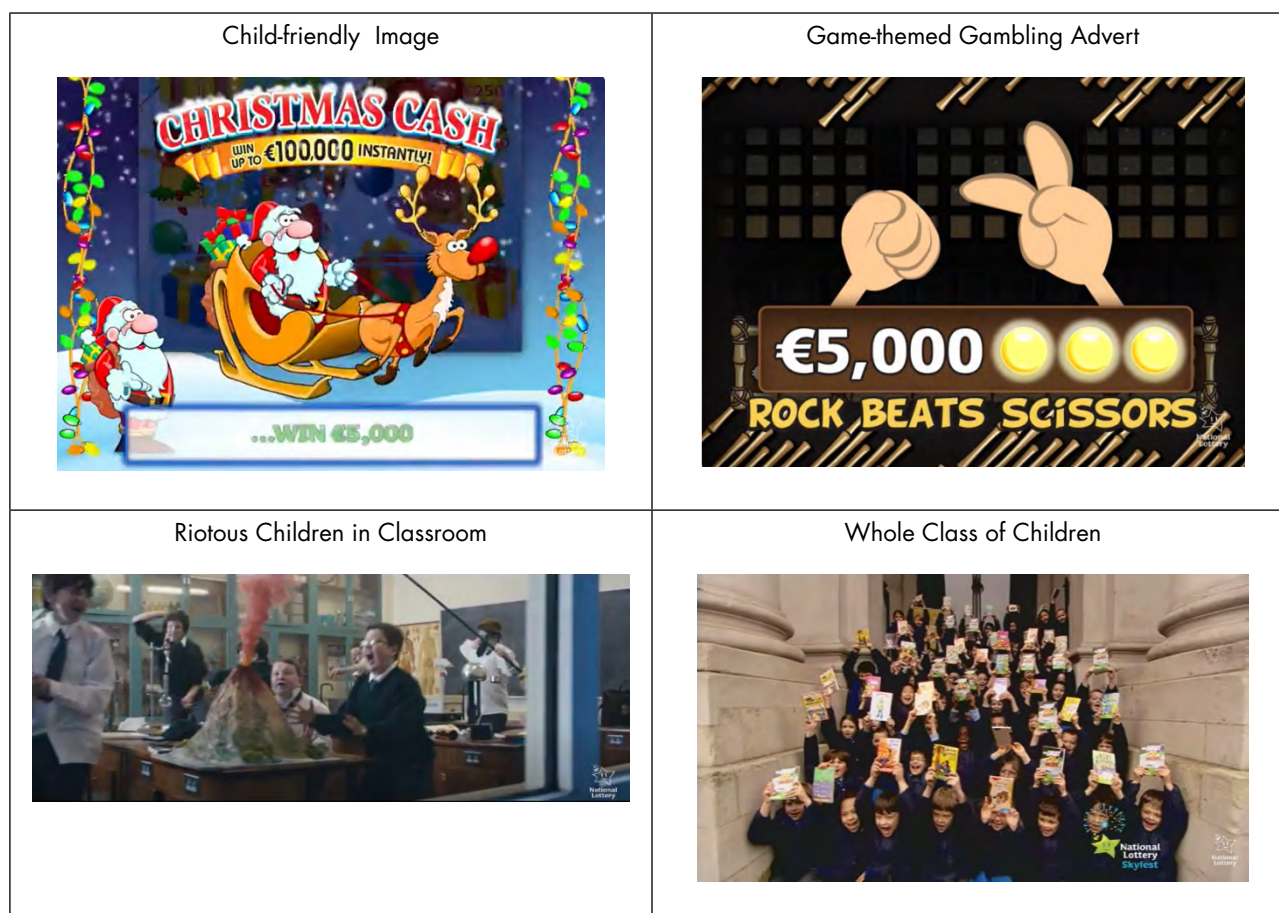 Child-friendly Image
Game-themed Gambling Advert
250
CHRISTMAS CASH
WIN
UP TO €100,000 INSTANTLY!
...WIN €5,000
€5,000
ROCK BEATS SCiSSORS
National
Lottery
Riotous Children in Classroom
Whole Class of Children
National
Lottery
National
Lottery
Skyfest
National
Lottery